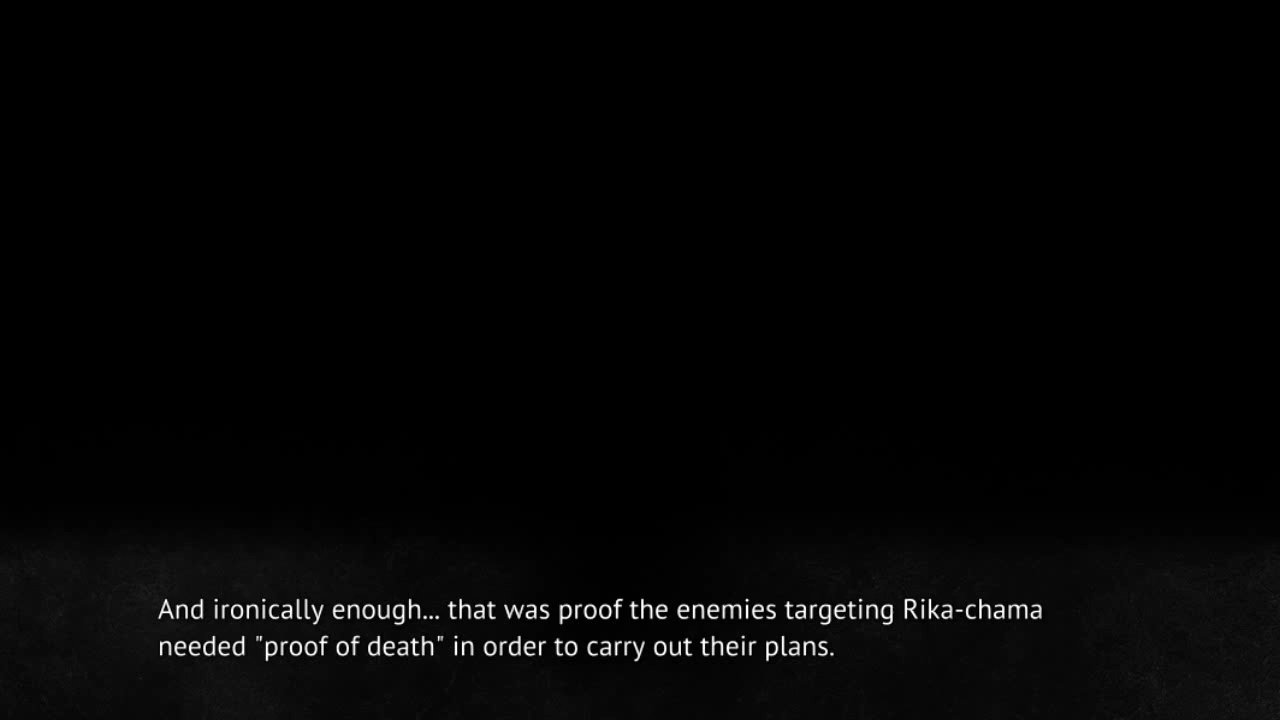 And ironically enough... that was proof the enemies targeting Rika-chama
needed "proof of death" in order to carry out their plans.